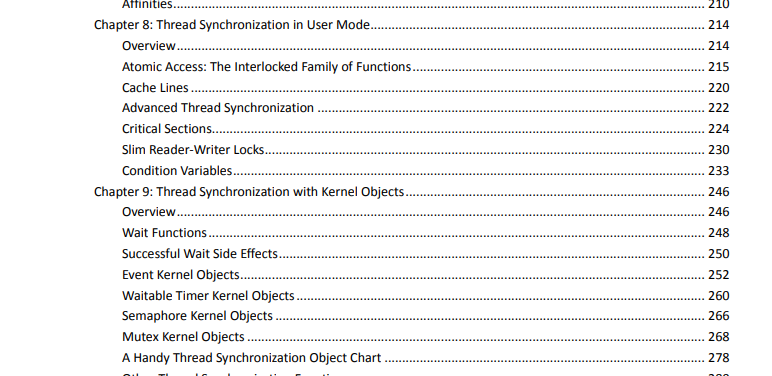 Affinities 210
Chapter 8: Thread Synchronization in User Mode 214
Overview 214
Atomic Access: The Interlocked Family of Functions 215
Cache Lines 220
Advanced Thread Synchronization 222
Critical Sections 224
Slim Reader-Writer Locks 230
Condition Variables 233
Chapter 9: Thread Synchronization with Kernel Objects 246
Overview 246
Wait Functions 248
Successful Wait Side Effects 250
Event Kernel Objects 252
Waitable Timer Kernel Objects 260
Semaphore Kernel Objects 266
Mutex Kernel Objects 268
A Handy Thread Synchronization Object Chart 278